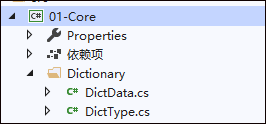 C# 01-Core
Properties
依赖项
Dictionary
C# DictData.cs
C# DictType.cs